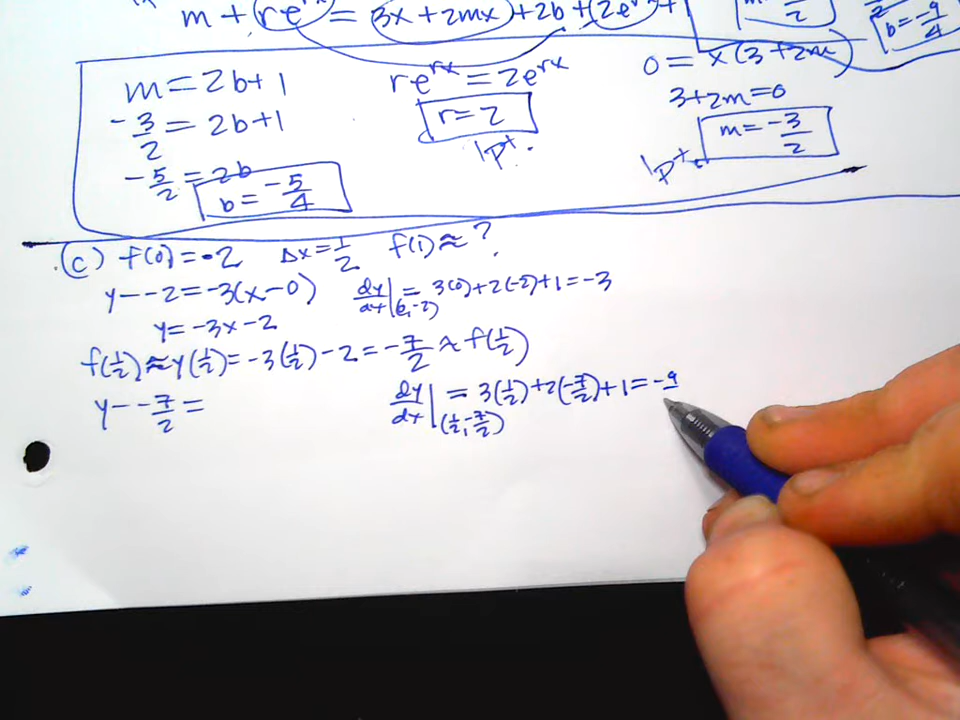 m + re^{rx} = 3x + 2mx + 2b + 2e^{rx} + 1
b = -9/4
m = 2b + 1
re^{rx} = 2e^{rx}
0 = x(3 + 2m)
-3/2 = 2b + 1
r = 2
3 + 2m = 0
1pt.
m = -3/2
1pt.
-5/2 = 2b
b = -5/4
(c) f(0) = -2 Δx = 1/2 f(1) ≈ ?
y - -2 = -3(x - 0) dy/dx|(0, -2) = 3(0) + 2(-2) + 1 = -3
y = -3x - 2
f(1/2) ≈ y(1/2) = -3(1/2) - 2 = -7/2 ≈ f(1/2)
y - -7/2 = dy/dx|(1/2, -7/2) = 3(1/2) + 2(-7/2) + 1 = -9